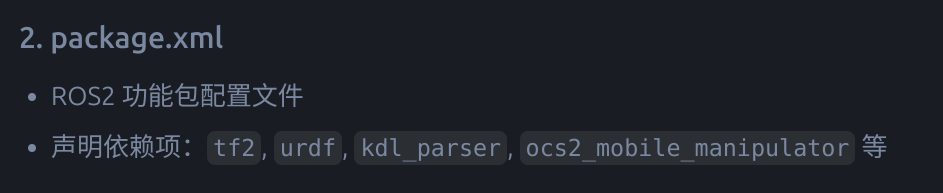 2. package.xml
• ROS2 功能包配置文件
• 声明依赖项：tf2, urdf, kdl_parser, ocs2_mobile_manipulator 等